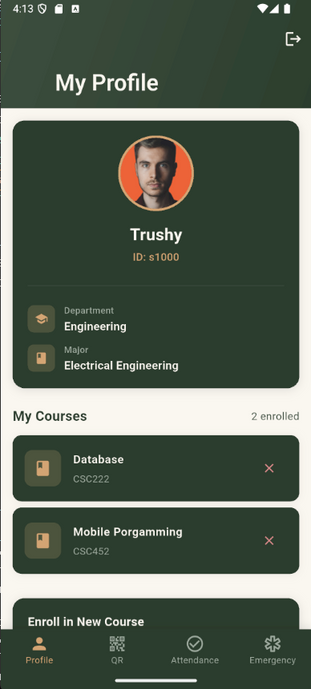 4:13
My Profile
Trushy
ID: s1000
Department
Engineering
Major
Electrical Engineering
My Courses 2 enrolled
Database
CSC222
Mobile Porgamming
CSC452
Enroll in New Course
Profile QR Attendance Emergency